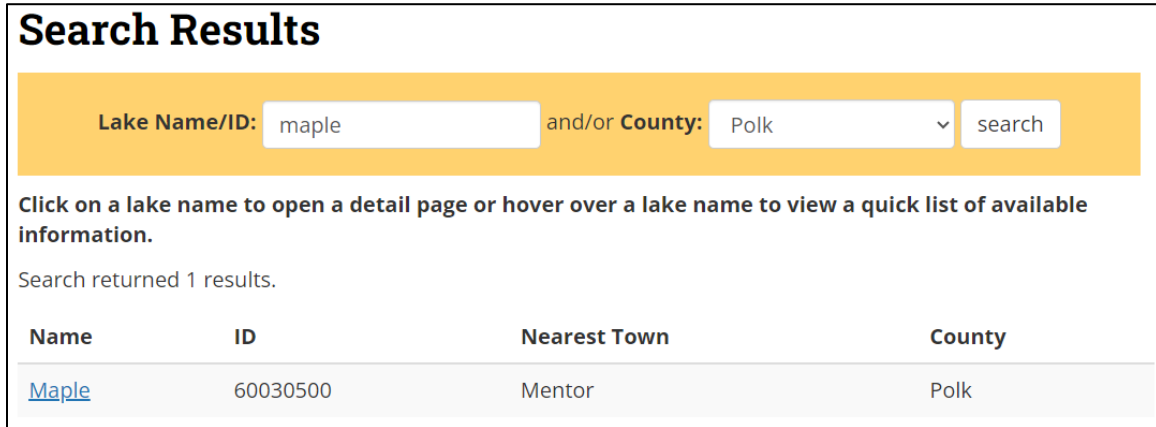 Search Results
Lake Name/ID: maple and/or County: Polk search
Click on a lake name to open a detail page or hover over a lake name to view a quick list of available
information.
Search returned 1 results.
Name ID Nearest Town County
Maple 60030500 Mentor Polk